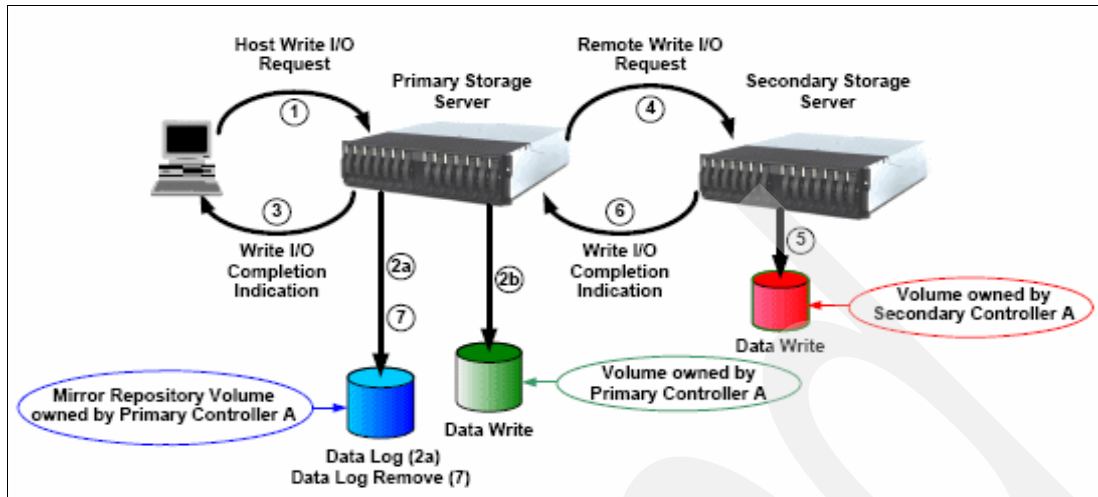 Host Write I/O
Request
1
Primary Storage
Server
Remote Write I/O
Request
4
Secondary Storage
Server
3
Write I/O
Completion
Indication
2a
7
2b
6
Write I/O
Completion
Indication
5
Data Write
Volume owned by
Secondary Controller A
Mirror Repository Volume
owned by Primary Controller A
Data Write
Volume owned by
Primary Controller A
Data Log (2a)
Data Log Remove (7)